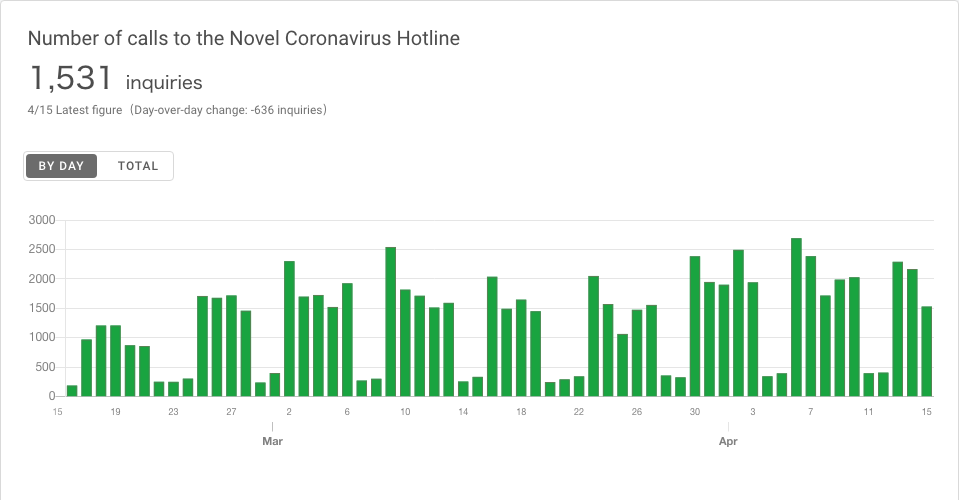 Number of calls to the Novel Coronavirus Hotline
1,531 inquiries
4/15 Latest figure（Day-over-day change: -636 inquiries）
BY DAY TOTAL
3000
2500
2000
1500
1000
500
0
15 19 23 27 2 6 10 14 18 22 26 30 3 7 11 15
Mar Apr